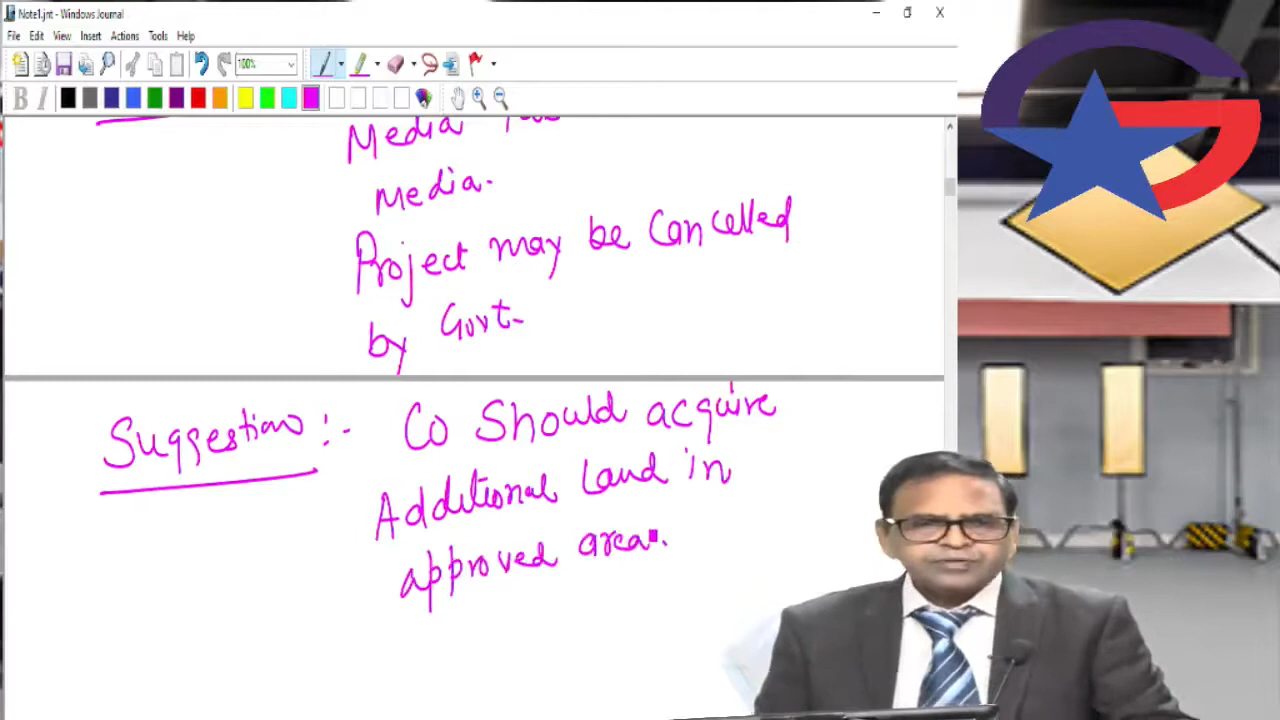 Note1.jnt - Windows Journal
File Edit View Insert Actions Tools Help
100%
B I
Media
Media.
Project may be Cancelled
by Govt.
Suggestion :- Co Should acquire
Additional Land in
approved area.